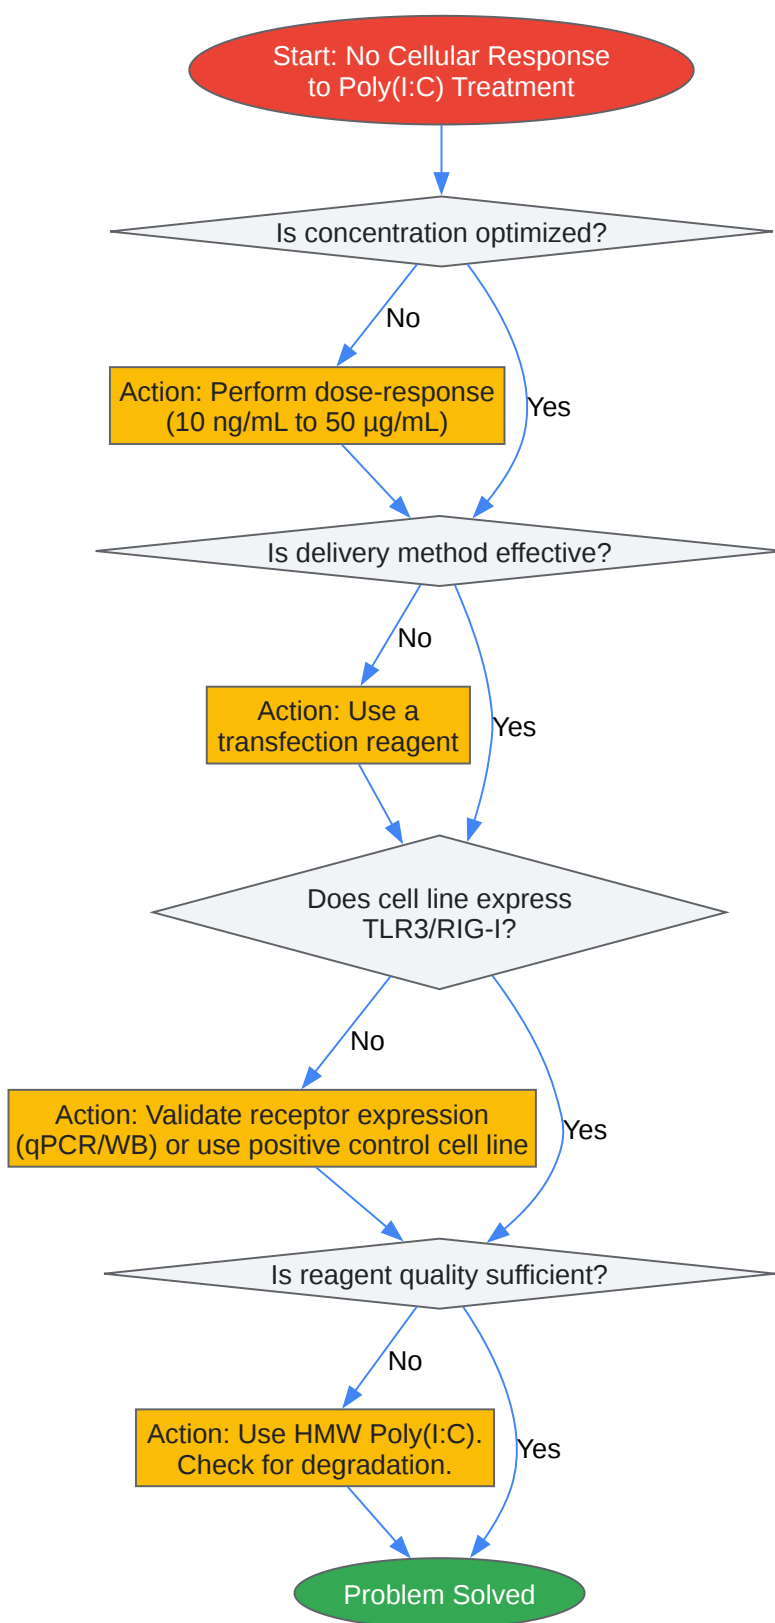 Start: No Cellular Response
to Poly(I:C) Treatment
Is concentration optimized?
No
Action: Perform dose-response
(10 ng/mL to 50 µg/mL)
Yes
Is delivery method effective?
No
Action: Use a
transfection reagent
Yes
Does cell line express
TLR3/RIG-I?
No
Action: Validate receptor expression
(qPCR/WB) or use positive control cell line
Yes
Is reagent quality sufficient?
No
Action: Use HMW Poly(I:C).
Check for degradation.
Yes
Problem Solved